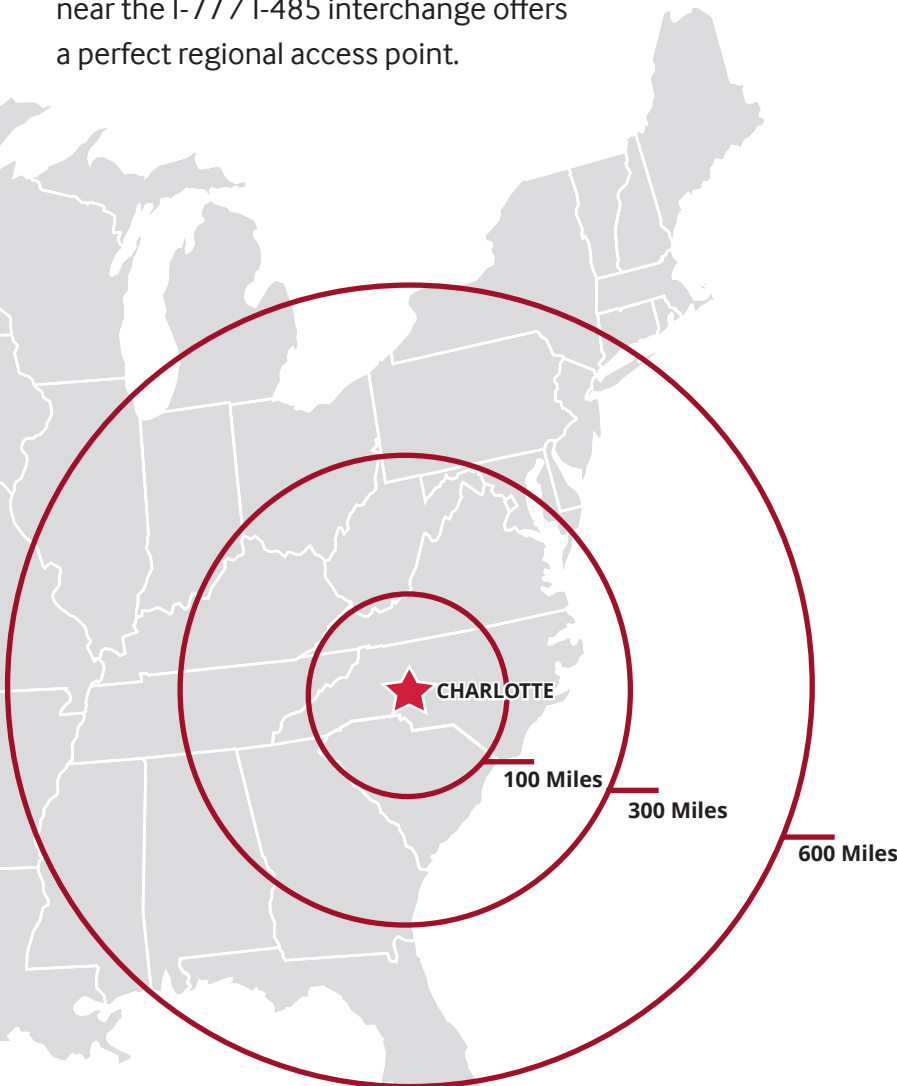 near the I-77 / I-485 interchange offers
a perfect regional access point.
CHARLOTTE
100 Miles
300 Miles
600 Miles